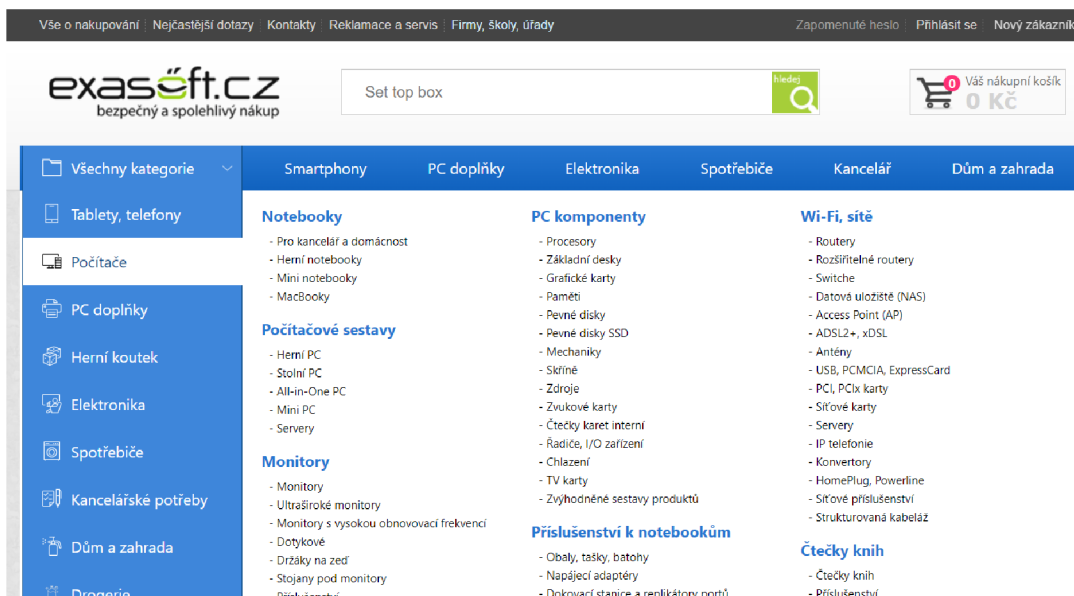 Vše o nakupování Nejčastější dotazy Kontakty Reklamace a servis Firmy, školy, úřady Zapomenuté heslo Přihlásit se Nový zákazník
exasoft.cz
bezpečný a spolehlivý nákup
Set top box
hledej
0
Váš nákupní košík
0 Kč
Všechny kategorie Smartphony PC doplňky Elektronika Spotřebiče Kancelář Dům a zahrada
Tablety, telefony
Počítače
PC doplňky
Herní koutek
Elektronika
Spotřebiče
Kancelářské potřeby
Dům a zahrada
Drogerie
Notebooky
- Pro kancelář a domácnost
- Herní notebooky
- Mini notebooky
- MacBooky
Počítačové sestavy
- Herní PC
- Stolní PC
- All-in-One PC
- Mini PC
- Servery
Monitory
- Monitory
- Ultraširoké monitory
- Monitory s vysokou obnovovací frekvencí
- Dotykové
- Držáky na zeď
- Stojany pod monitory
- Příslušenství
PC komponenty
- Procesory
- Základní desky
- Grafické karty
- Paměti
- Pevné disky
- Pevné disky SSD
- Mechaniky
- Skříně
- Zdroje
- Zvukové karty
- Čtečky karet interní
- Řadiče, I/O zařízení
- Chlazení
- TV karty
- Zvýhodněné sestavy produktů
Příslušenství k notebookům
- Obaly, tašky, batohy
- Napájecí adaptéry
- Dokovací stanice a replikátory portů
Wi-Fi, sítě
- Routery
- Rozšiřitelné routery
- Switche
- Datová uložiště (NAS)
- Access Point (AP)
- ADSL2+, xDSL
- Antény
- USB, PCMCIA, ExpressCard
- PCI, PCIx karty
- Síťové karty
- Servery
- IP telefonie
- Konvertory
- HomePlug, Powerline
- Síťové příslušenství
- Strukturovaná kabeláž
Čtečky knih
- Čtečky knih
- Příslušenství